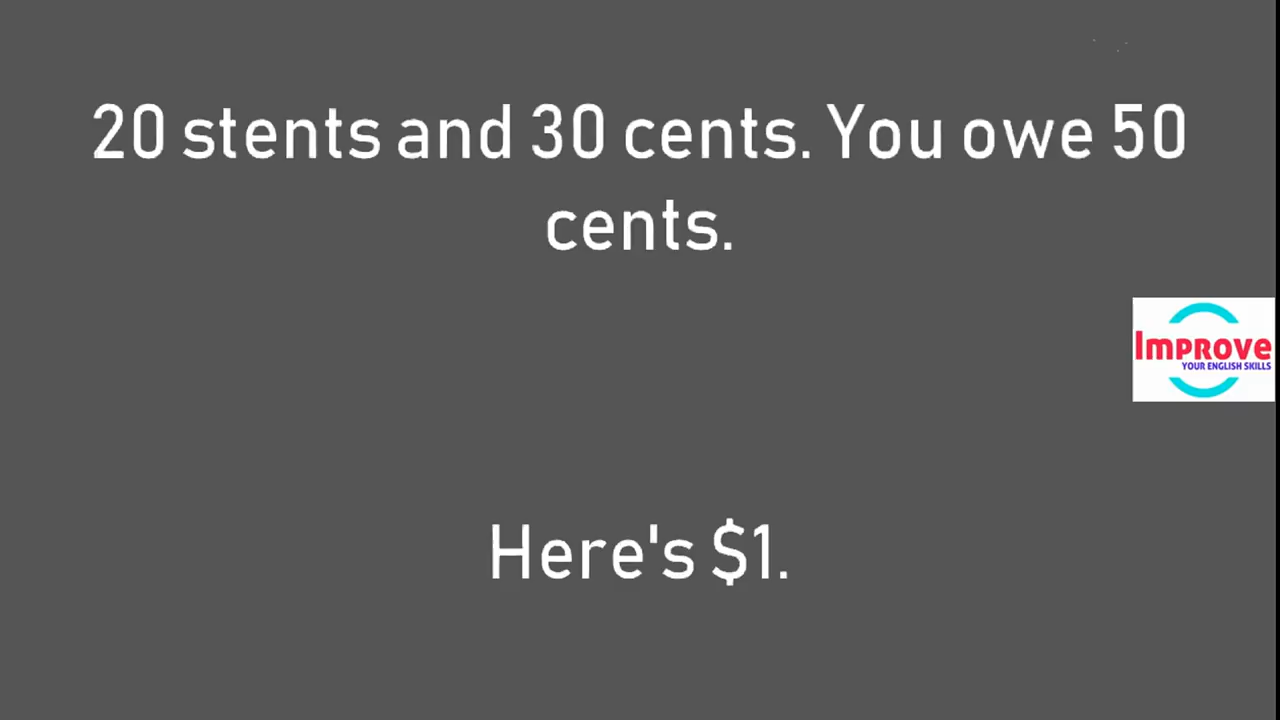 20 stents and 30 cents. You owe 50
cents.
Improve
YOUR ENGLISH SKILLS
Here's $1.